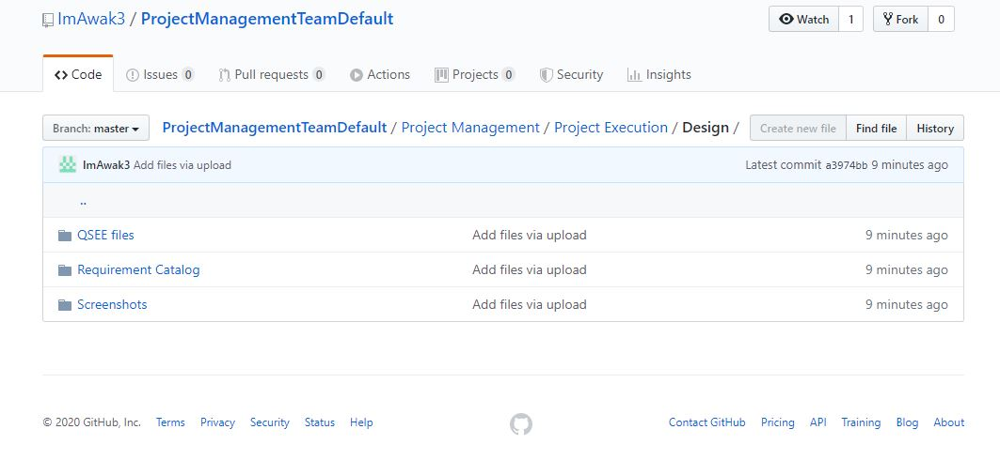 ImAwak3 / ProjectManagementTeamDefault Watch 1 Fork 0
Code Issues 0 Pull requests 0 Actions Projects 0 Security Insights
Branch: master ProjectManagementTeamDefault / Project Management / Project Execution / Design / Create new file Find file History
ImAwak3 Add files via upload Latest commit a3974bb 9 minutes ago
..
QSEE files Add files via upload 9 minutes ago
Requirement Catalog Add files via upload 9 minutes ago
Screenshots Add files via upload 9 minutes ago
© 2020 GitHub, Inc. Terms Privacy Security Status Help Contact GitHub Pricing API Training Blog About